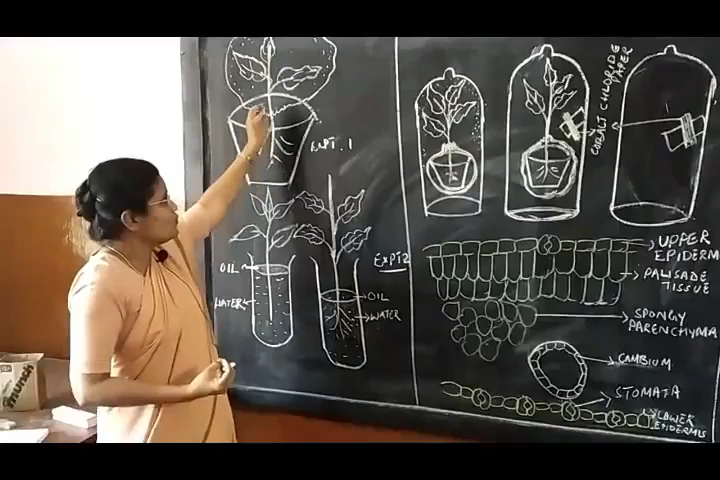 EXPT. 1
OIL
WATER
EXPT2
OIL
WATER
COBALT CHLORIDE
PAPER
UPPER
EPIDERM
PALISADE
TISSUE
SPONGY
PARENCHYMA
CAMBIUM
STOMATA
LOWER
EPIDERMIS